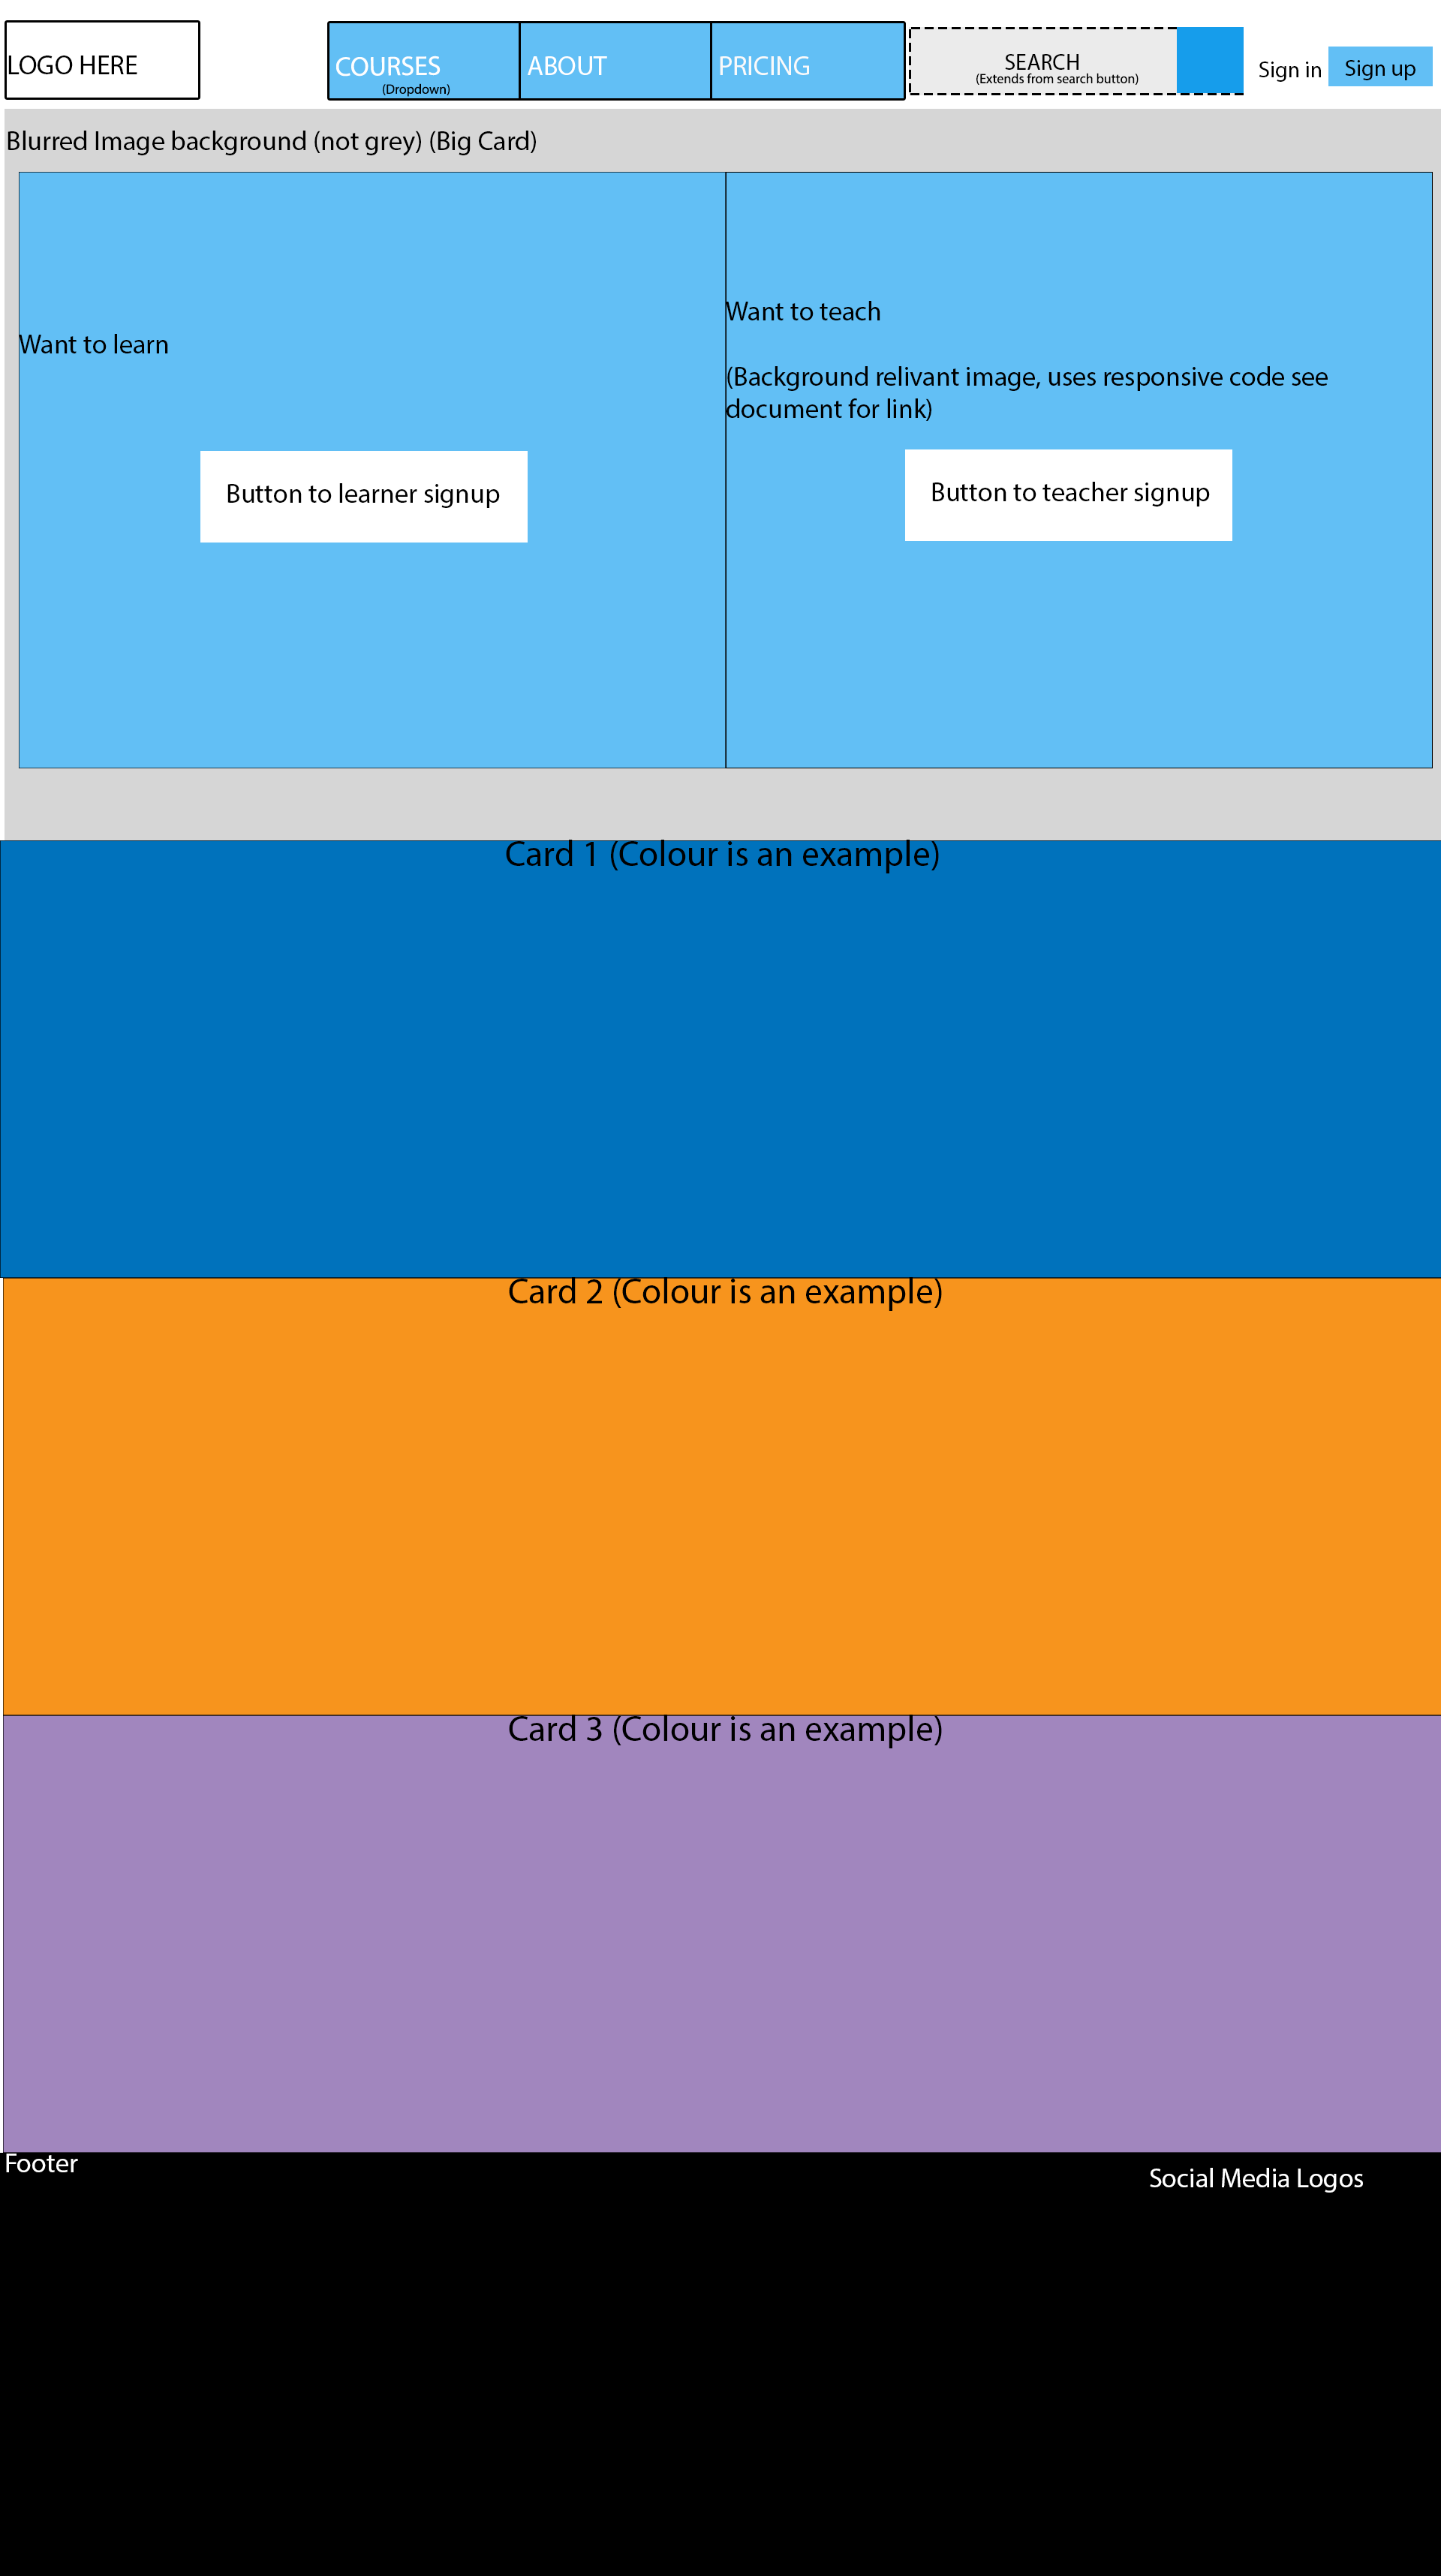 LOGO HERE
COURSES
(Dropdown)
ABOUT
PRICING
SEARCH
(Extends from search button)
Sign in
Sign up
Blurred Image background (not grey) (Big Card)
Want to learn
Button to learner signup
Want to teach
(Background relivant image, uses responsive code see
document for link)
Button to teacher signup
Card 1 (Colour is an example)
Card 2 (Colour is an example)
Card 3 (Colour is an example)
Footer
Social Media Logos